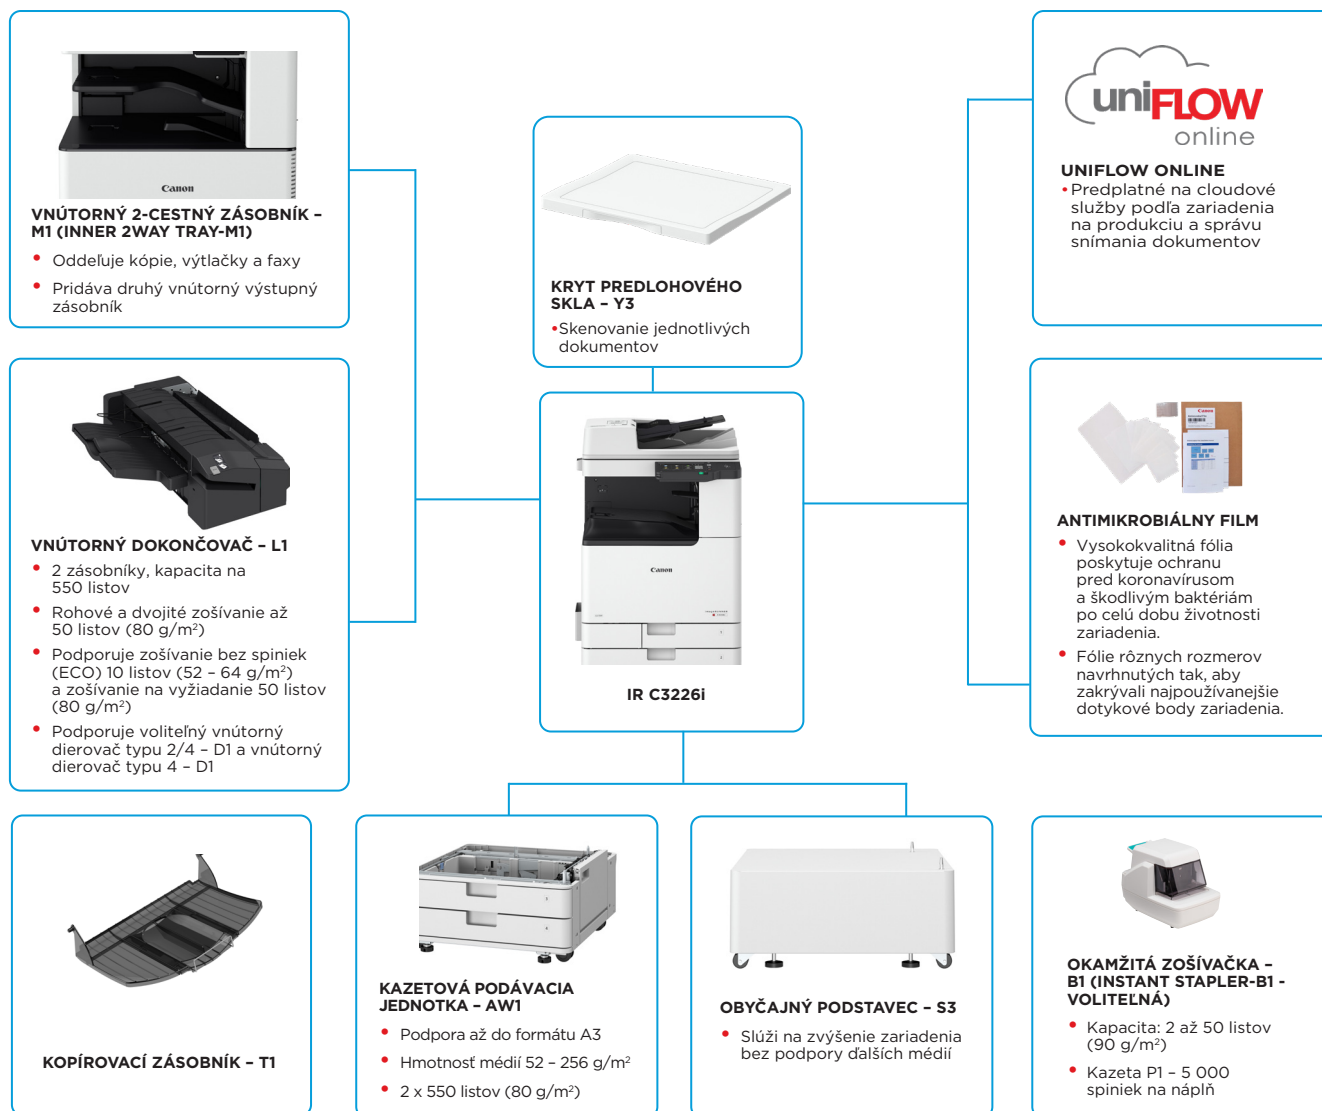 Canon
VNÚTORNÝ 2-CESTNÝ ZÁSOBNÍK –
M1 (INNER 2WAY TRAY-M1)
• Oddeľuje kópie, výtlačky a faxy
• Pridáva druhý vnútorný výstupný
zásobník
KRYT PREDLOHOVÉHO
SKLA – Y3
•Skenovanie jednotlivých
dokumentov
uniFLOW
online
UNIFLOW ONLINE
•Predplatné na cloudové
služby podľa zariadenia
na produkciu a správu
snímania dokumentov
VNÚTORNÝ DOKONČOVAČ – L1
• 2 zásobníky, kapacita na
550 listov
• Rohové a dvojité zošívanie až
50 listov (80 g/m²)
• Podporuje zošívanie bez spiniek
(ECO) 10 listov (52 – 64 g/m²)
a zošívanie na vyžiadanie 50 listov
(80 g/m²)
• Podporuje voliteľný vnútorný
dierovač typu 2/4 – D1 a vnútorný
dierovač typu 4 – D1
Canon
IR C3226i
Canon
ANTIMIKROBIÁLNY FILM
• Vysokokvalitná fólia
poskytuje ochranu
pred koronavírusom
a škodlivým baktériám
po celú dobu životnosti
zariadenia.
• Fólie rôznych rozmerov
navrhnutých tak, aby
zakrývali najpoužívanejšie
dotykové body zariadenia.
KOPÍROVACÍ ZÁSOBNÍK – T1
KAZETOVÁ PODÁVACIA
JEDNOTKA – AW1
• Podpora až do formátu A3
• Hmotnosť médií 52 – 256 g/m²
• 2 x 550 listov (80 g/m²)
OBYČAJNÝ PODSTAVEC – S3
• Slúži na zvýšenie zariadenia
bez podpory ďalších médií
OKAMŽITÁ ZOŠÍVAČKA –
B1 (INSTANT STAPLER-B1 -
VOLITEĽNÁ)
• Kapacita: 2 až 50 listov
(90 g/m²)
• Kazeta P1 – 5 000
spiniek na náplň